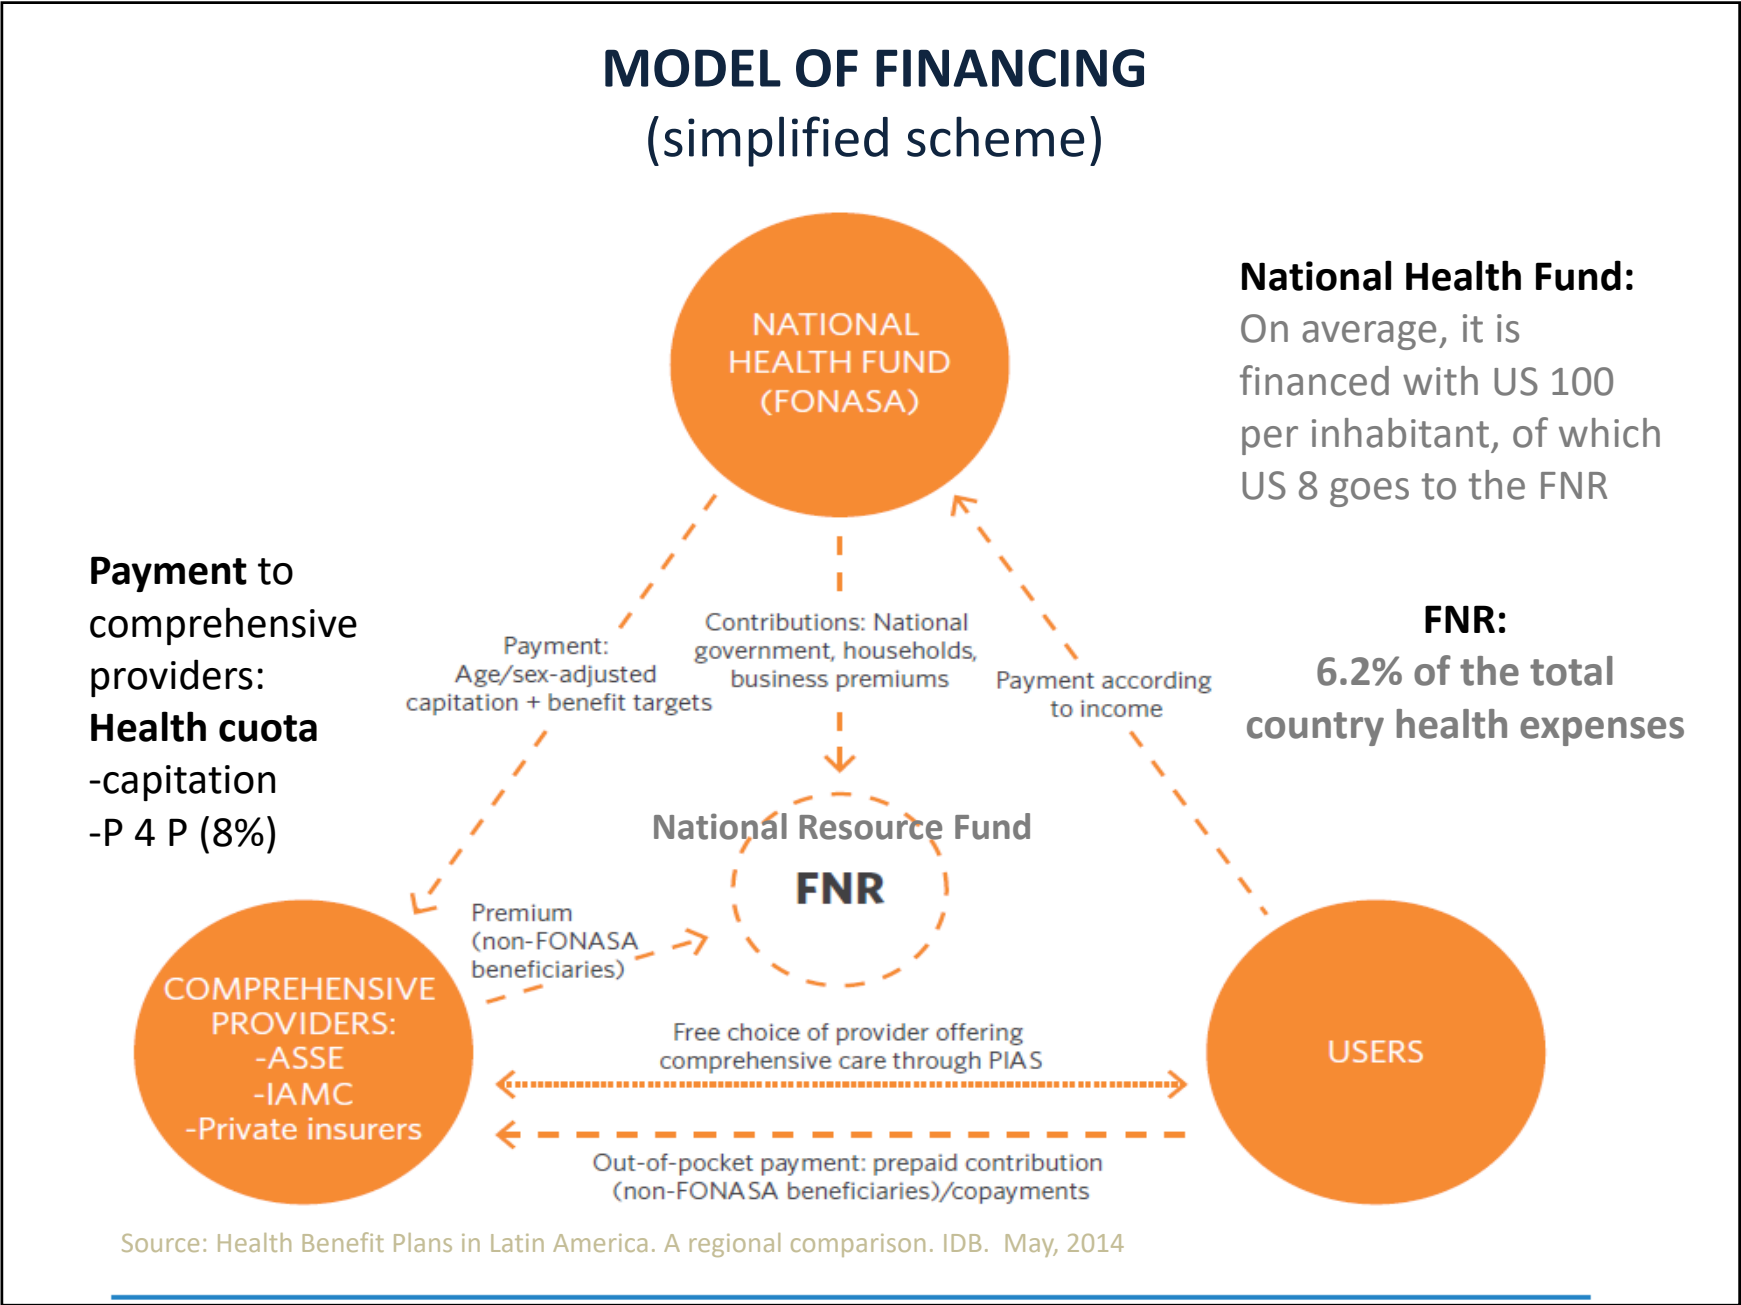 MODEL OF FINANCING
(simplified scheme)
NATIONAL
HEALTH FUND
(FONASA)
National Health Fund:
On average, it is
financed with US 100
per inhabitant, of which
US 8 goes to the FNR
Payment to
comprehensive
providers:
Health cuota
-capitation
-P 4 P (8%)
Payment:
Age/sex-adjusted
capitation + benefit targets
Contributions: National
government, households,
business premiums
Payment according
to income
FNR:
6.2% of the total
country health expenses
National Resource Fund
FNR
Premium
(non-FONASA
beneficiaries)
COMPREHENSIVE
PROVIDERS:
-ASSE
-IAMC
-Private insurers
Free choice of provider offering
comprehensive care through PIAS
USERS
Out-of-pocket payment: prepaid contribution
(non-FONASA beneficiaries)/copayments
Source: Health Benefit Plans in Latin America. A regional comparison. IDB. May, 2014